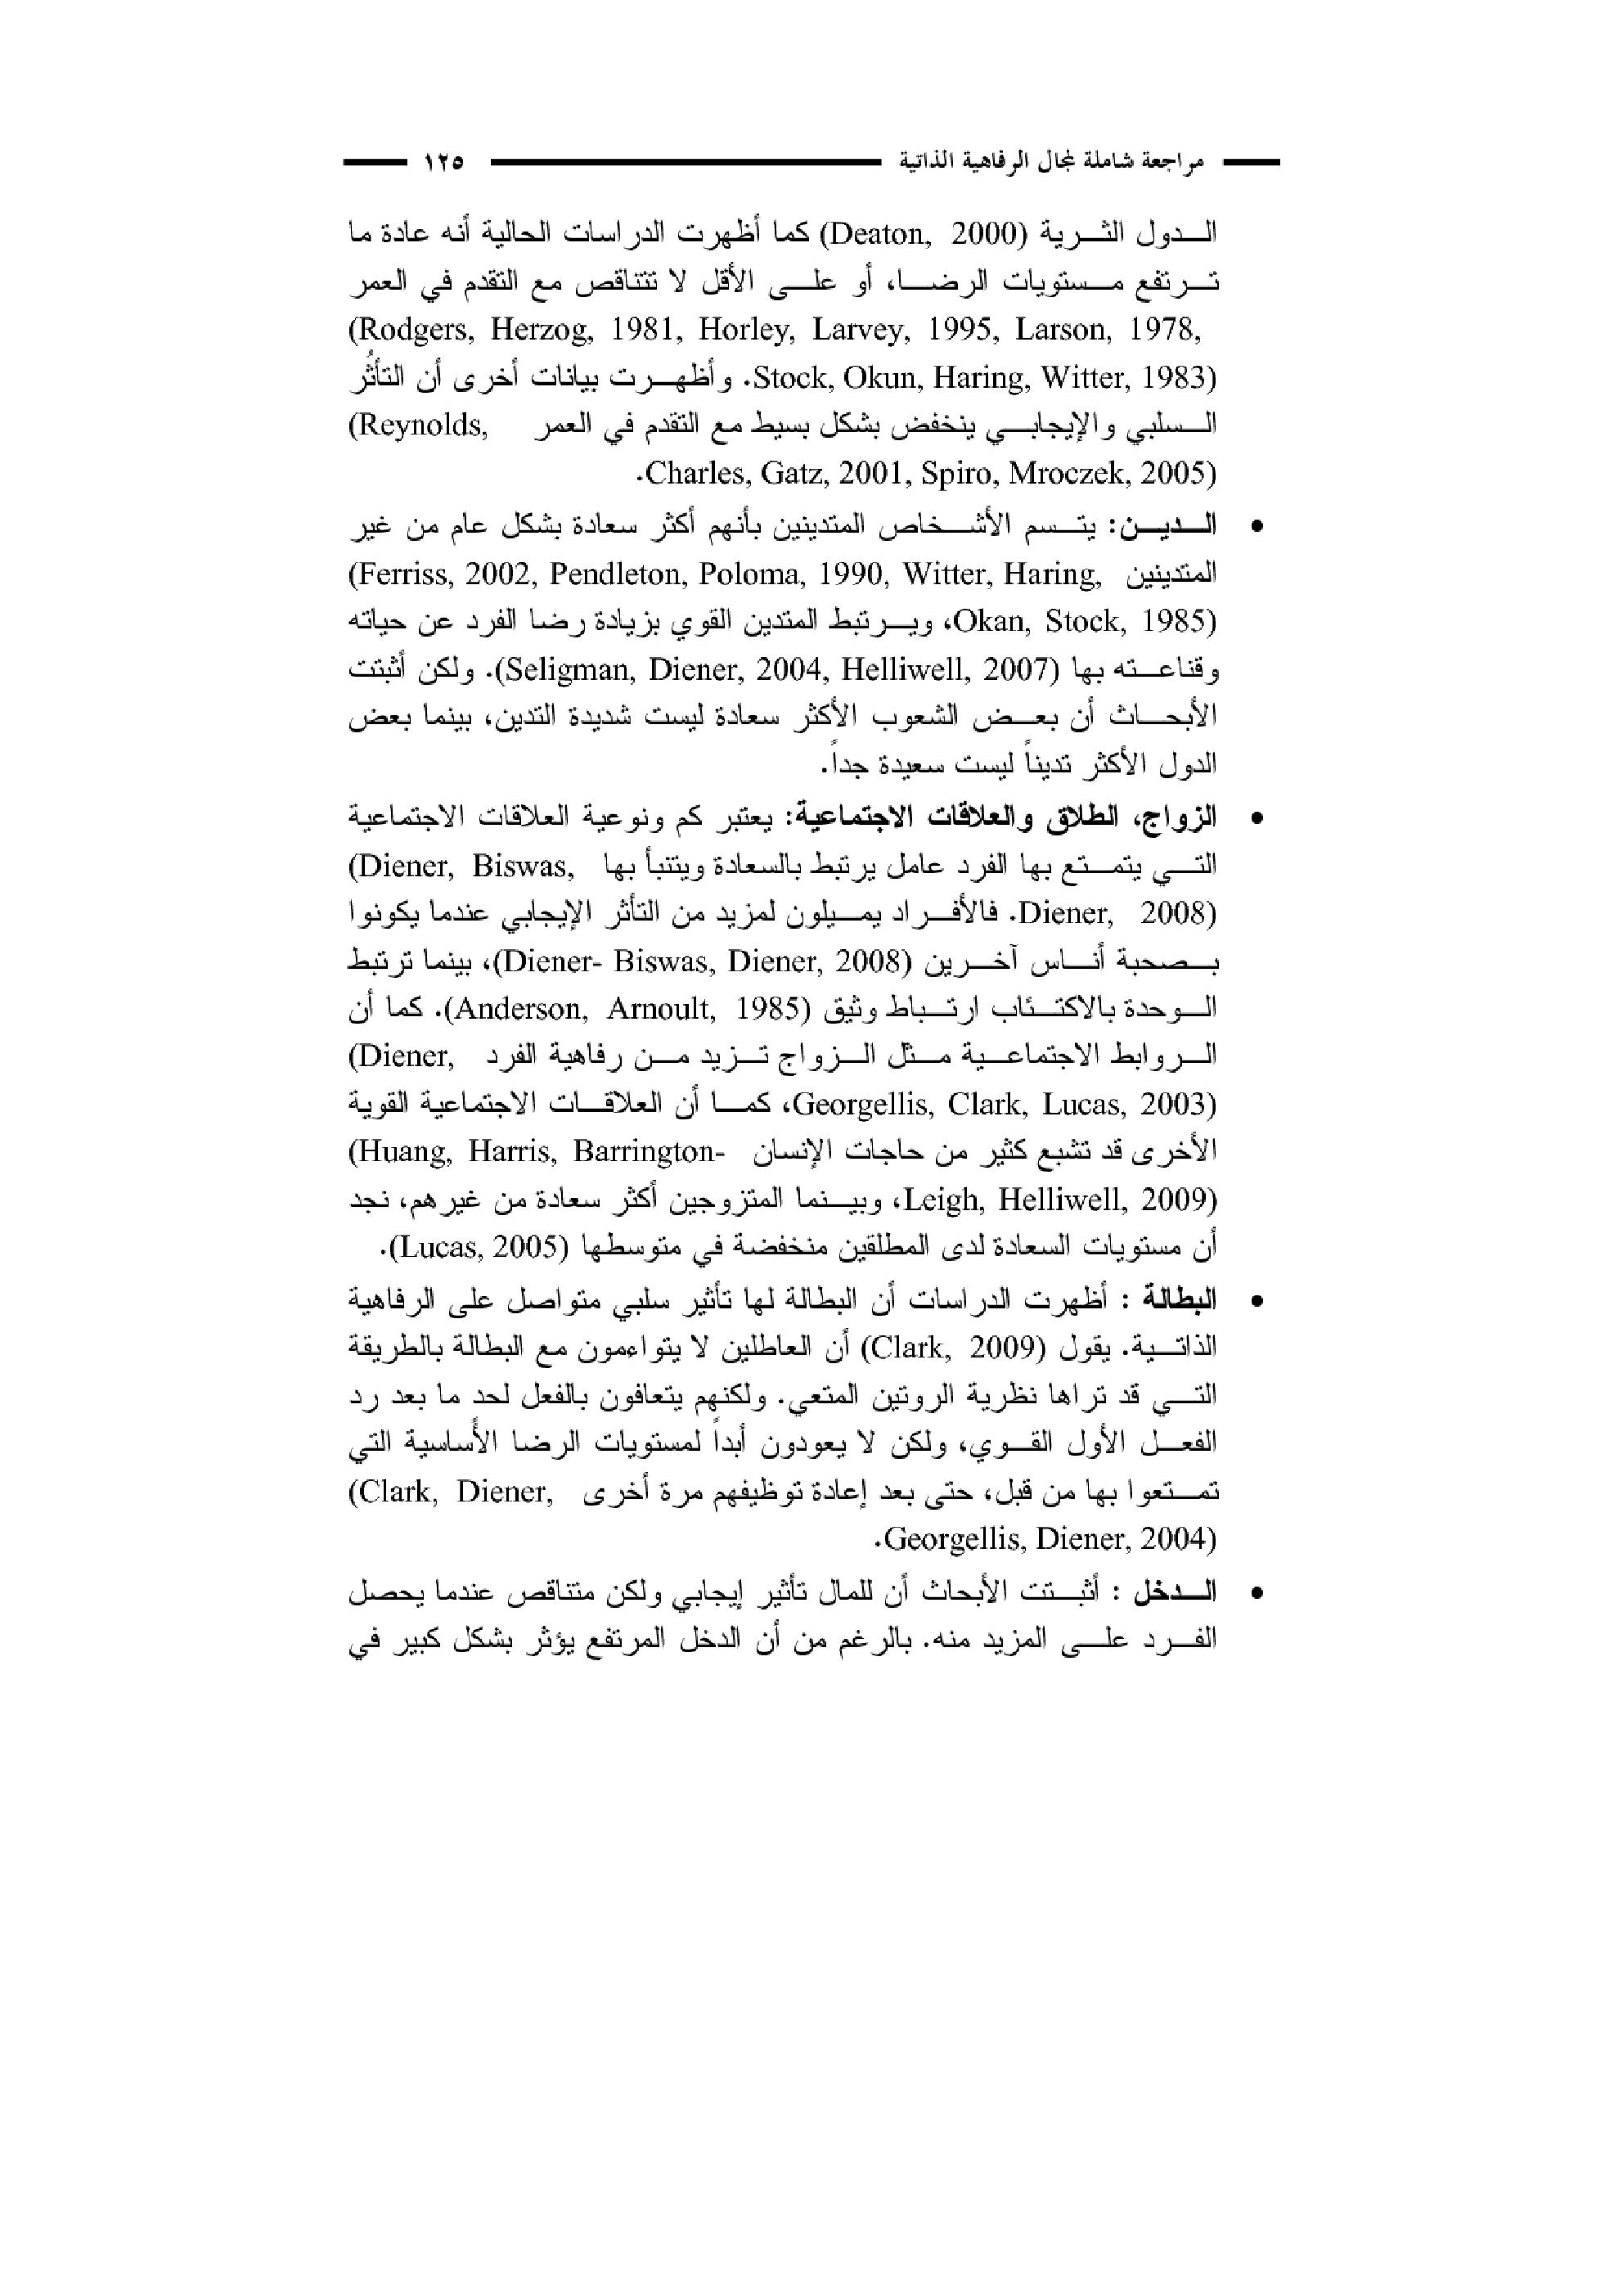 مراجعة شاملة لمجال الرفاهية الذاتية ١٢٥
الدول الثرية (Deaton, 2000) كما أظهرت الدراسات الحالية أنه عادة ما
ترتفع مستويات الرضا، أو على الأقل لا تتناقص مع التقدم في العمر
(Rodgers, Herzog, 1981, Horley, Larvey, 1995, Larson, 1978,
Stock, Okun, Haring, Witter, 1983). وأظهرت بيانات أخرى أن التأثُر
السلبي والإيجابي ينخفض بشكل بسيط مع التقدم في العمر (Reynolds,
Charles, Gatz, 2001, Spiro, Mroczek, 2005).
• الدين: يتسم الأشخاص المتدينين بأنهم أكثر سعادة بشكل عام من غير
المتدينين (Ferriss, 2002, Pendleton, Poloma, 1990, Witter, Haring,
Okan, Stock, 1985)، ويرتبط المتدين القوي بزيادة رضا الفرد عن حياته
وقناعته بها (Seligman, Diener, 2004, Helliwell, 2007). ولكن أثبتت
الأبحاث أن بعض الشعوب الأكثر سعادة ليست شديدة التدين، بينما بعض
الدول الأكثر تديناً ليست سعيدة جداً.
• الزواج، الطلاق والعلاقات الاجتماعية: يعتبر كم ونوعية العلاقات الاجتماعية
التي يتمتع بها الفرد عامل يرتبط بالسعادة ويتنبأ بها (Diener, Biswas,
Diener, 2008). فالأفراد يميلون لمزيد من التأثر الإيجابي عندما يكونوا
بصحبة أناس آخرين (Diener- Biswas, Diener, 2008)، بينما ترتبط
الوحدة بالاكتئاب ارتباط وثيق (Anderson, Arnoult, 1985). كما أن
الروابط الاجتماعية مثل الزواج تزيد من رفاهية الفرد (Diener,
Georgellis, Clark, Lucas, 2003)، كما أن العلاقات الاجتماعية القوية
الأخرى قد تشبع كثير من حاجات الإنسان (Huang, Harris, Barrington-
Leigh, Helliwell, 2009)، وبينما المتزوجين أكثر سعادة من غيرهم، نجد
أن مستويات السعادة لدى المطلقين منخفضة في متوسطها (Lucas, 2005).
• البطالة : أظهرت الدراسات أن البطالة لها تأثير سلبي متواصل على الرفاهية
الذاتية. يقول (Clark, 2009) أن العاطلين لا يتواءمون مع البطالة بالطريقة
التي قد تراها نظرية الروتين المتعي. ولكنهم يتعافون بالفعل لحد ما بعد رد
الفعل الأول القوي، ولكن لا يعودون أبداً لمستويات الرضا الأساسية التي
تمتعوا بها من قبل، حتى بعد إعادة توظيفهم مرة أخرى (Clark, Diener,
Georgellis, Diener, 2004).
• الدخل : أثبتت الأبحاث أن للمال تأثير إيجابي ولكن متناقص عندما يحصل
الفرد على المزيد منه. بالرغم من أن الدخل المرتفع يؤثر بشكل كبير في